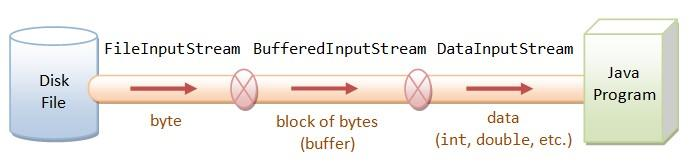 FileInputStream BufferedInputStream DataInputStream
Disk
File
Java
Program
byte
block of bytes
(buffer)
data
(int, double, etc.)